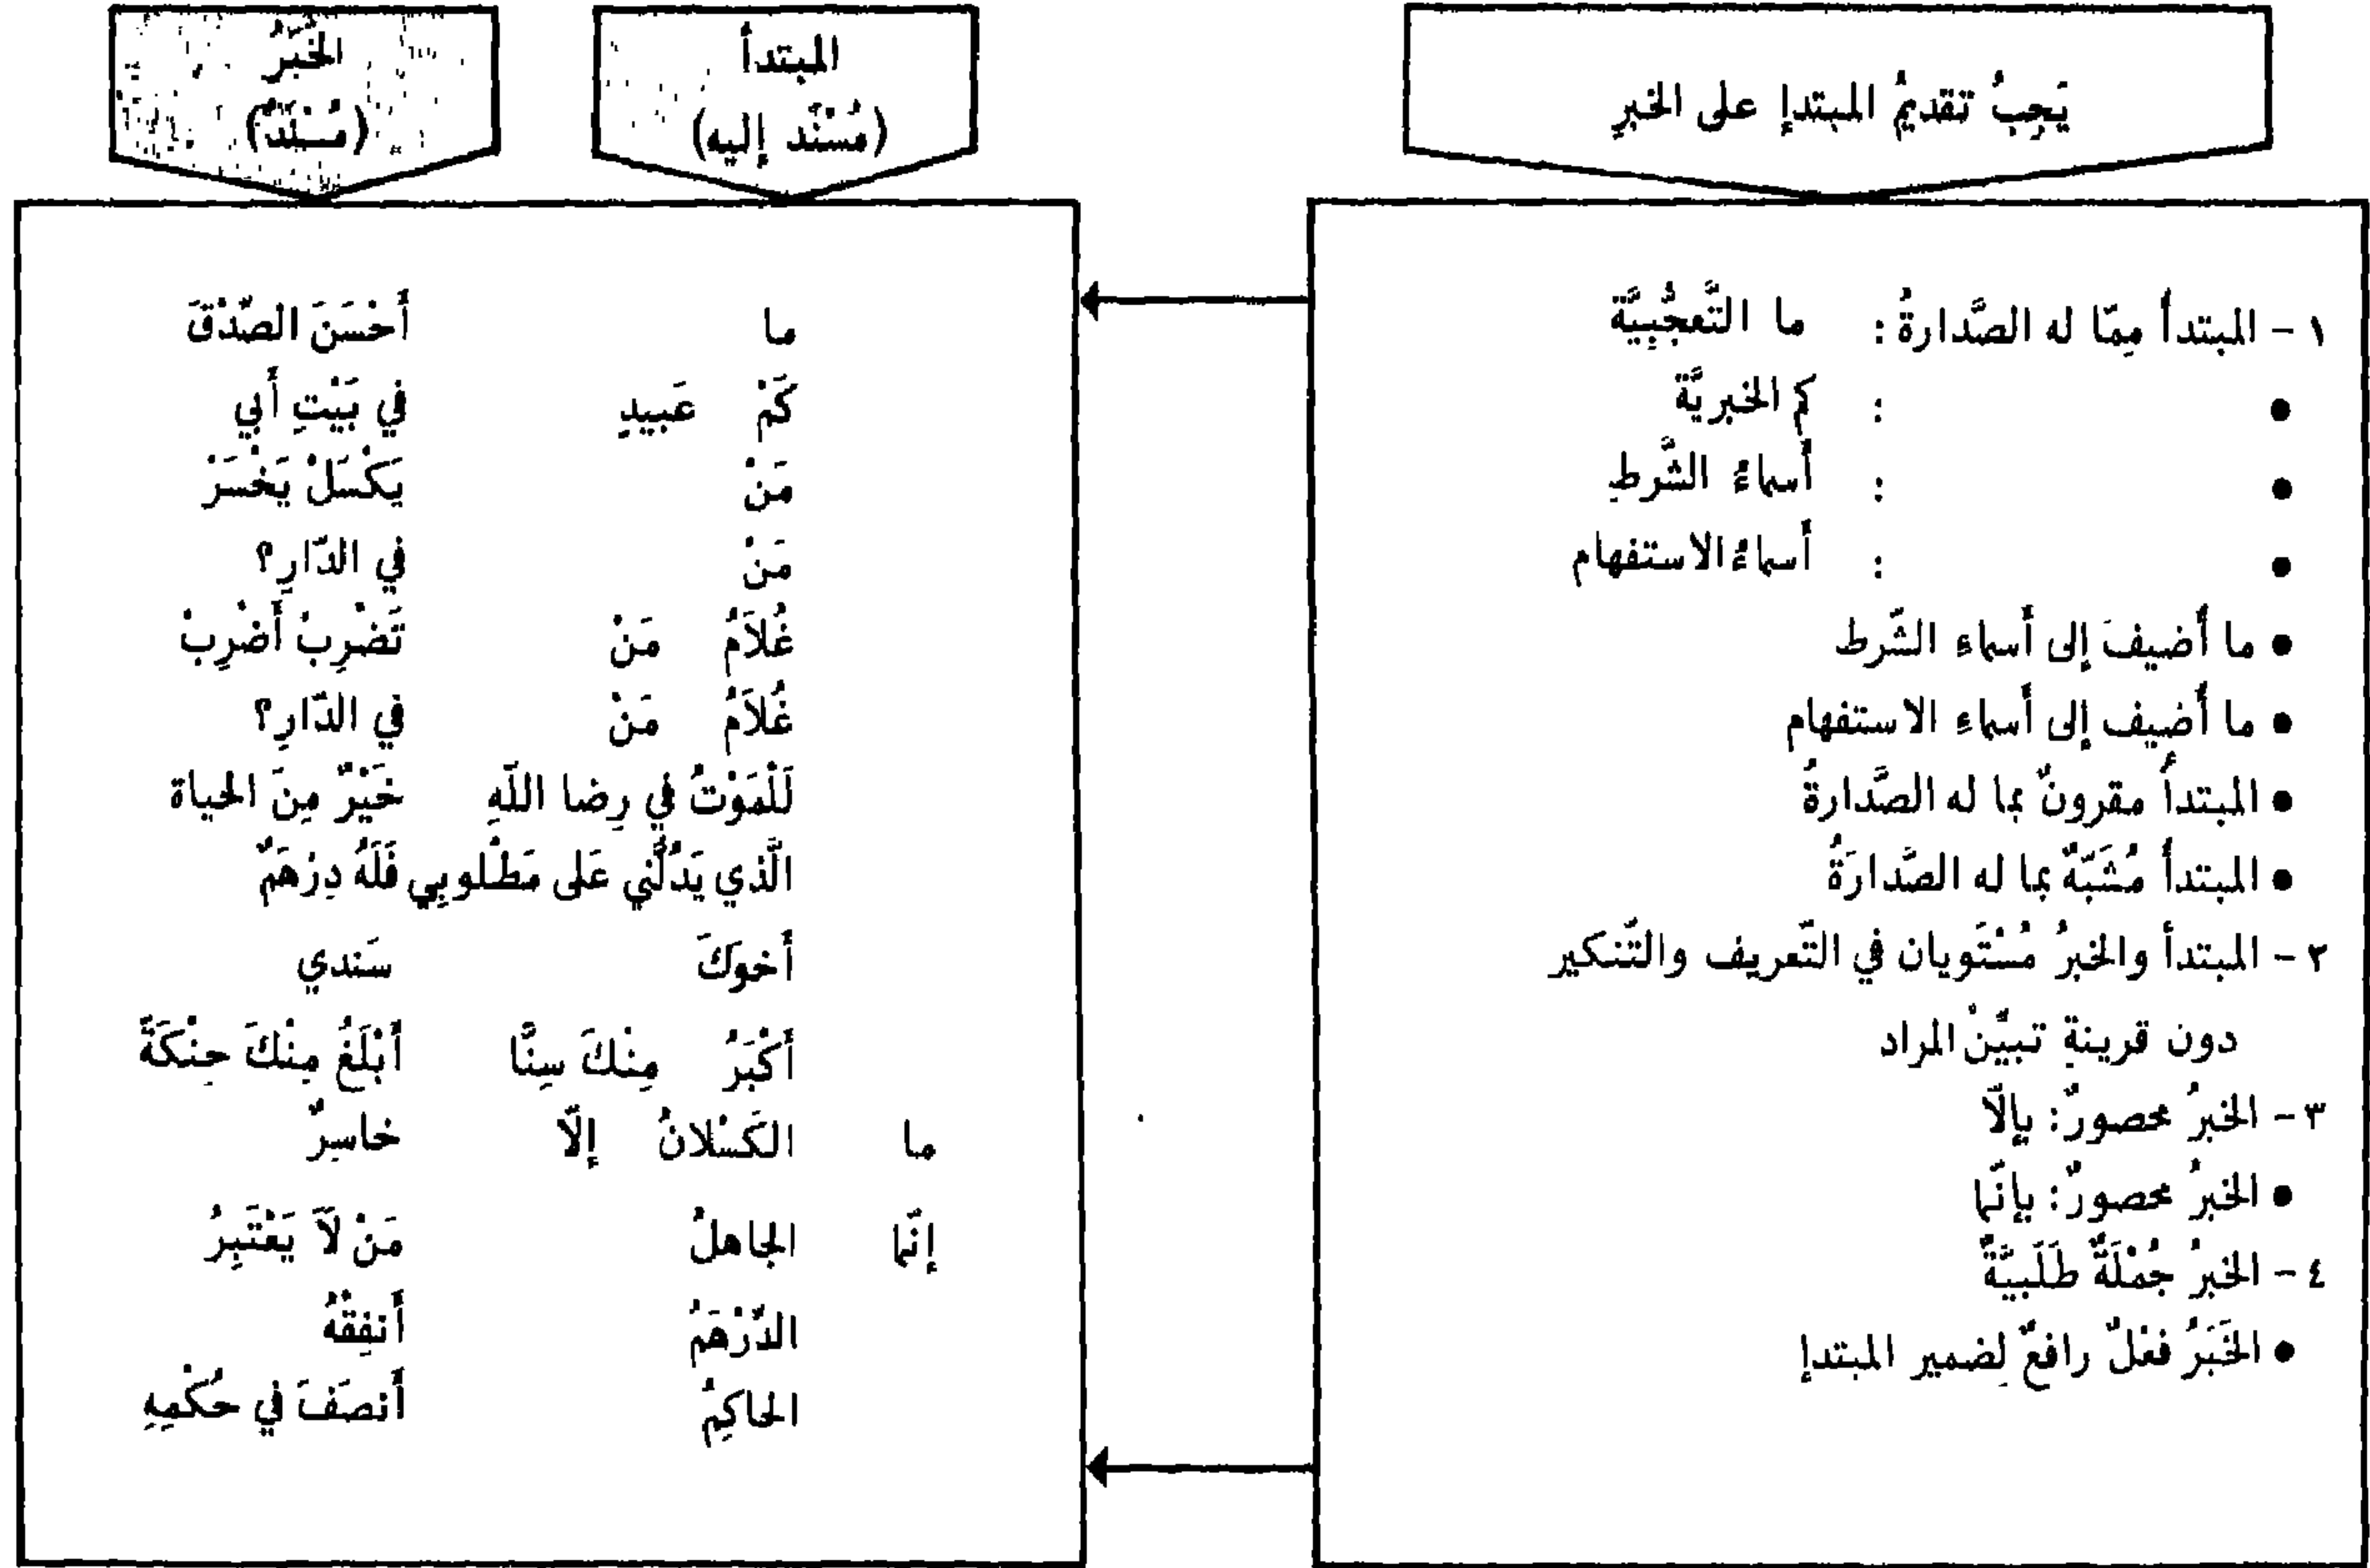 يَجِبُ تقديمُ المبتدإ على الخبرِ
المبتدأ
(مُسْنَد إليه)
الخَبَرُ
(مُسْنَدٌ)
١ - المبتدأ مِمّا له الصَّدارةُ : ما التَّعجُّبِيَّة
● : كم الخبريَّة
● : أسماءُ الشَّرطِ
● : أسماءُ الاستفهام
● ما أُضيفَ إلى أسماء الشَّرط
● ما أُضيف إلى أسماءِ الاستفهام
● المبتدأُ مقرونٌ بما له الصَّدارةُ
● المبتدأُ مُشَبّهٌ بما له الصَّدارَةُ
٢ - المبتدأ والخبرُ مُسْتَويان في التّعريف والتّنكير
دون قرينةٍ تبيّنْ المراد
٣ - الخبرُ محصورٌ: بإلّا
● الخبرُ محصورٌ: بإنّما
٤ - الخبرُ جُمْلَةٌ طَلَبيَّةٌ
● الخَبَرُ فعْلٌ رافعٌ لِضمير المبتدإ
ما أَحْسَنَ الصّدْقَ
كَمْ عَبيدٍ في بَيْتِ أَبي
مَنْ يَكْسَلْ يَخْسَرْ
مَنْ في الدّارِ؟
غُلاَمُ مَنْ تَضْرِبْ أَضْرِبْ
غُلاَمُ مَنْ في الدّارِ؟
لَلْمَوْتُ في رِضا اللّهِ خَيْرٌ مِنَ الحياة
الَّذي يَدُلُّني عَلى مَطْلوبِي فَلَهُ دِرْهَمٌ
أخوكَ سَندي
أَكْبَرُ مِنْكَ سِنًّا أَبْلَغُ مِنْكَ حِنْكَةً
ما الكَسْلانُ إلّا خاسِرٌ
إنّما الجاهلُ مَنْ لاَ يَعْتَبِرُ
الدِّرْهَمُ أَنفِقْهُ
الحاكِمُ أَنصَفَ في حُكْمِهِ